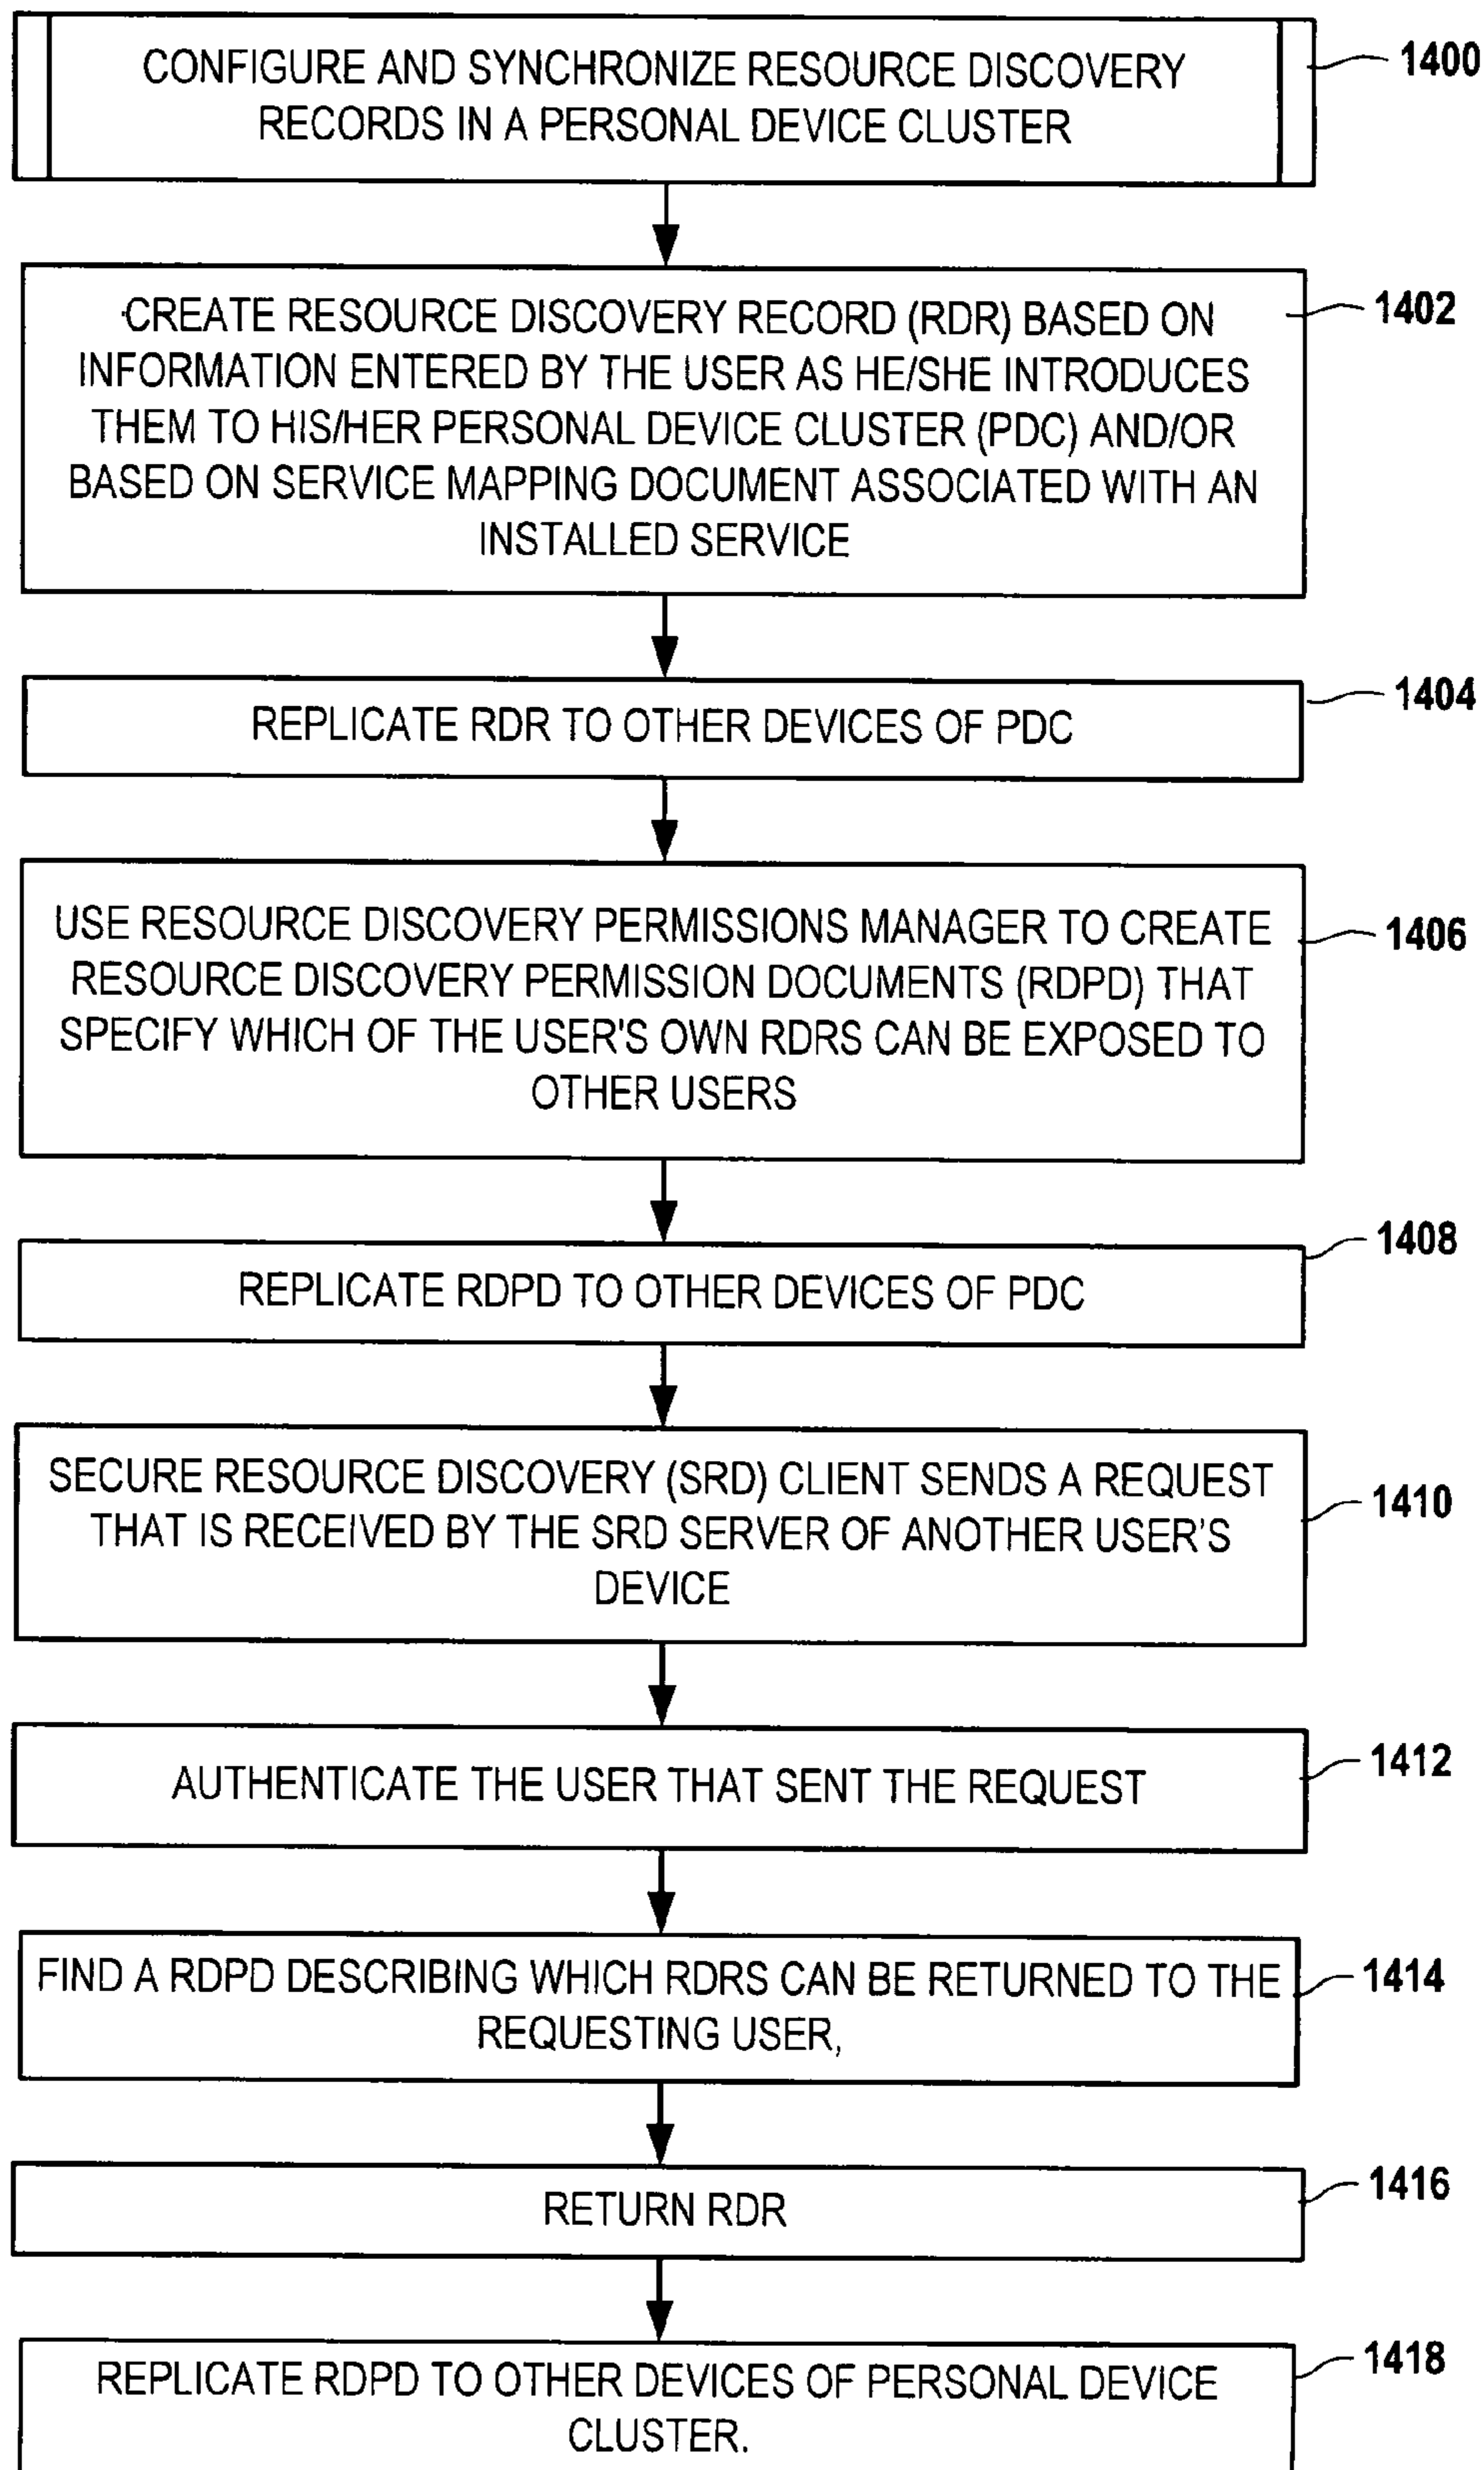 CONFIGURE AND SYNCHRONIZE RESOURCE DISCOVERY
RECORDS IN A PERSONAL DEVICE CLUSTER
1400
CREATE RESOURCE DISCOVERY RECORD (RDR) BASED ON
INFORMATION ENTERED BY THE USER AS HE/SHE INTRODUCES
THEM TO HIS/HER PERSONAL DEVICE CLUSTER (PDC) AND/OR
BASED ON SERVICE MAPPING DOCUMENT ASSOCIATED WITH AN
INSTALLED SERVICE
1402
REPLICATE RDR TO OTHER DEVICES OF PDC
1404
USE RESOURCE DISCOVERY PERMISSIONS MANAGER TO CREATE
RESOURCE DISCOVERY PERMISSION DOCUMENTS (RDPD) THAT
SPECIFY WHICH OF THE USER'S OWN RDRS CAN BE EXPOSED TO
OTHER USERS
1406
REPLICATE RDPD TO OTHER DEVICES OF PDC
1408
SECURE RESOURCE DISCOVERY (SRD) CLIENT SENDS A REQUEST
THAT IS RECEIVED BY THE SRD SERVER OF ANOTHER USER'S
DEVICE
1410
AUTHENTICATE THE USER THAT SENT THE REQUEST
1412
FIND A RDPD DESCRIBING WHICH RDRS CAN BE RETURNED TO THE
REQUESTING USER,
1414
RETURN RDR
1416
REPLICATE RDPD TO OTHER DEVICES OF PERSONAL DEVICE
CLUSTER.
1418